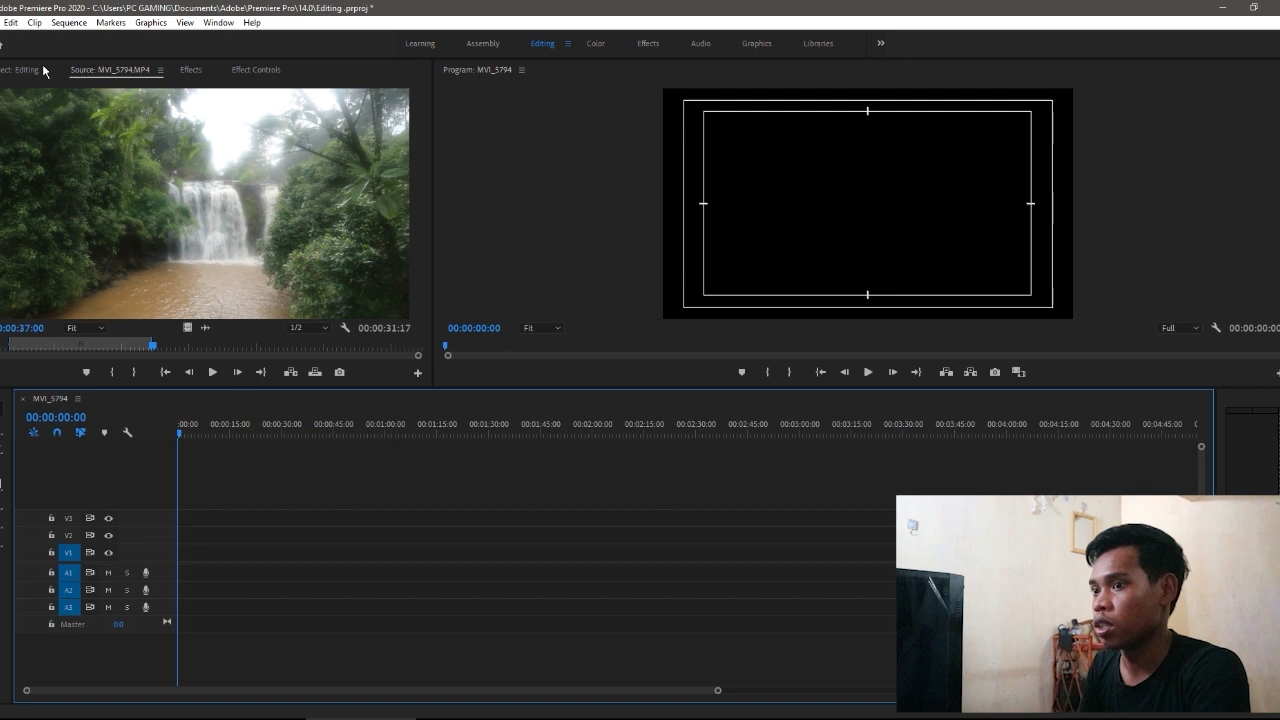 dobe Premiere Pro 2020 - C:\Users\PC GAMING\Documents\Adobe\Premiere Pro\14.0\Editing .prproj *
Edit Clip Sequence Markers Graphics View Window Help
Learning Assembly Editing Color Effects Audio Graphics Libraries
ect: Editing Source: MVI_5794.MP4 Effects Effect Controls
Program: MVI_5794
0:00:37:00 Fit 1/2 00:00:31:17
00:00:00:00 Fit Full 00:00:00:0
MVI_5794
00:00:00:00
:00:00 00:00:15:00 00:00:30:00 00:00:45:00 00:01:00:00 00:01:15:00 00:01:30:00 00:01:45:00 00:02:00:00 00:02:15:00 00:02:30:00 00:02:45:00 00:03:00:00 00:03:15:00 00:03:30:00 00:03:45:00 00:04:00:00 00:04:15:00 00:04:30:00 00:04:45:00
V3
V2
V1
A1 M S
A2 M S
A3 M S
Master 0.0